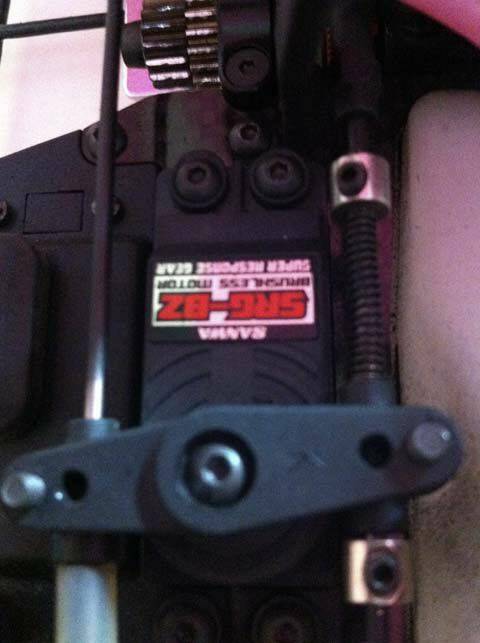 SANWA
SRG-BZ
BRUSHLESS MOTOR
SUPER RESPONSE GEAR